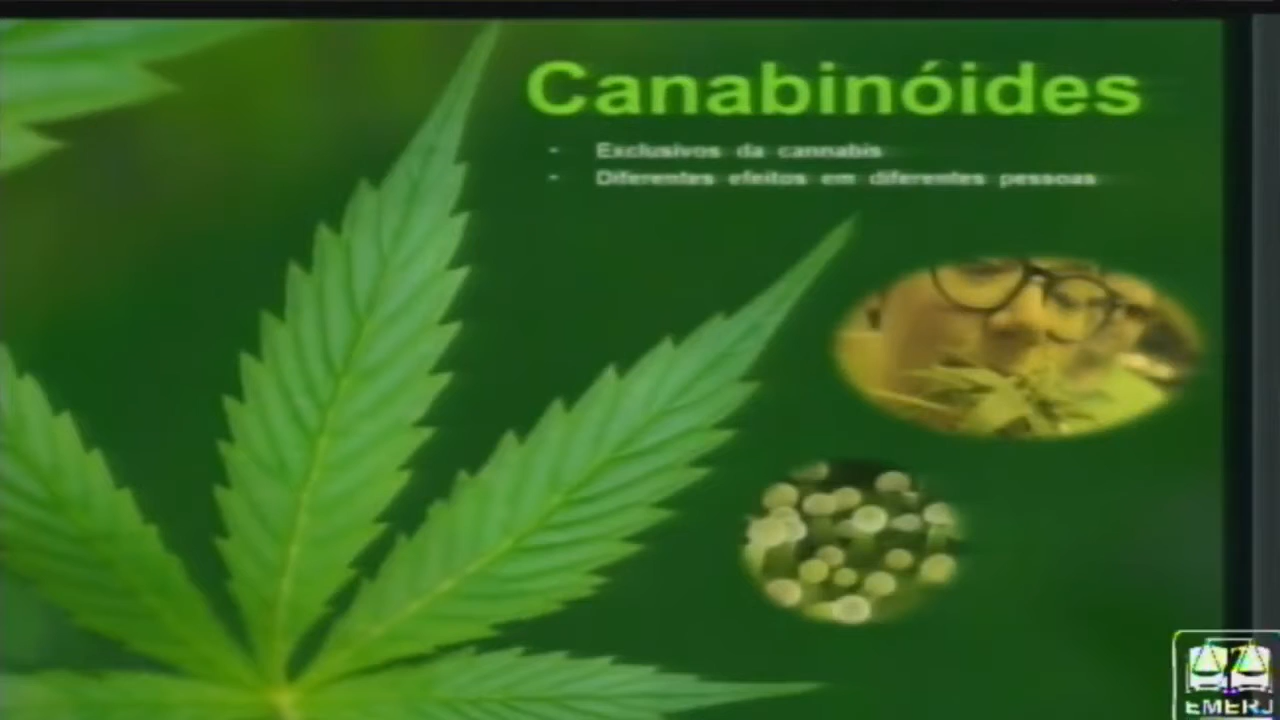 Canabinóides
- Exclusivos da cannabis
- Diferentes efeitos em diferentes pessoas
EMERJ